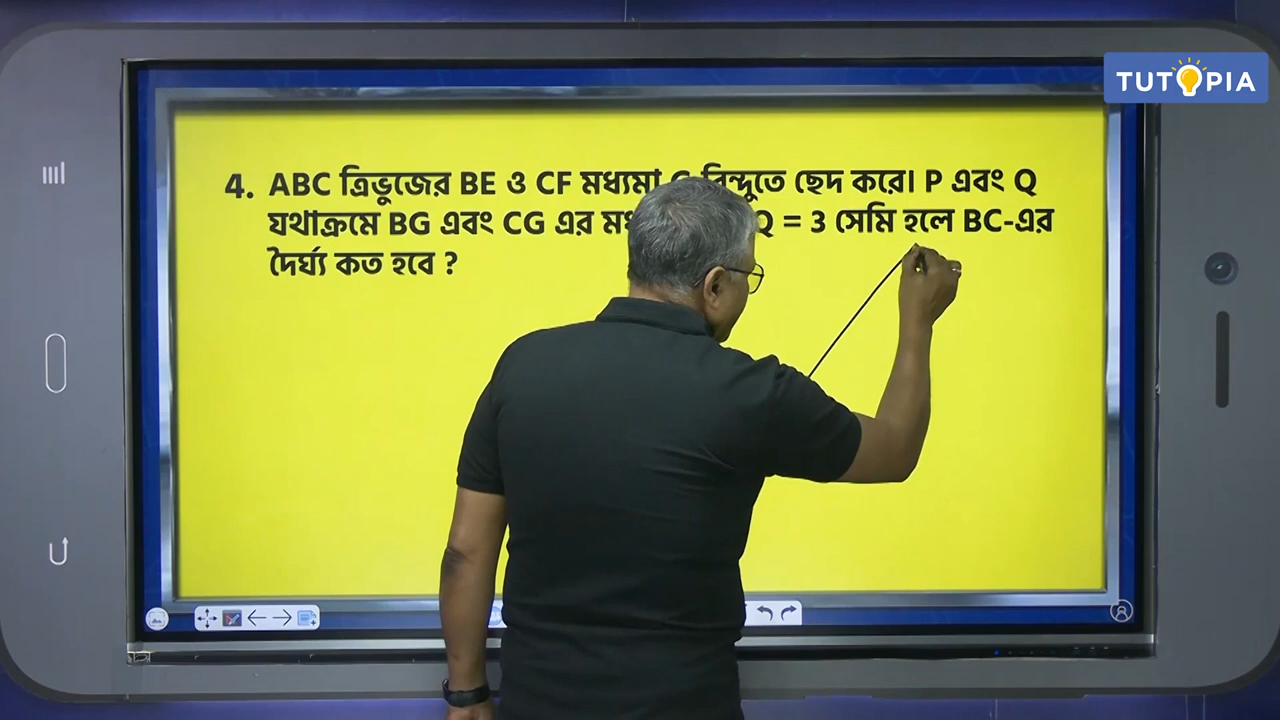 TUTOPIA
4. ABC ত্রিভুজের BE ও CF মধ্যমা G বিন্দুতে ছেদ করে। P এবং Q
যথাক্রমে BG এবং CG এর Q = 3 সেমি হলে BC-এর
দৈর্ঘ্য কত হবে ?